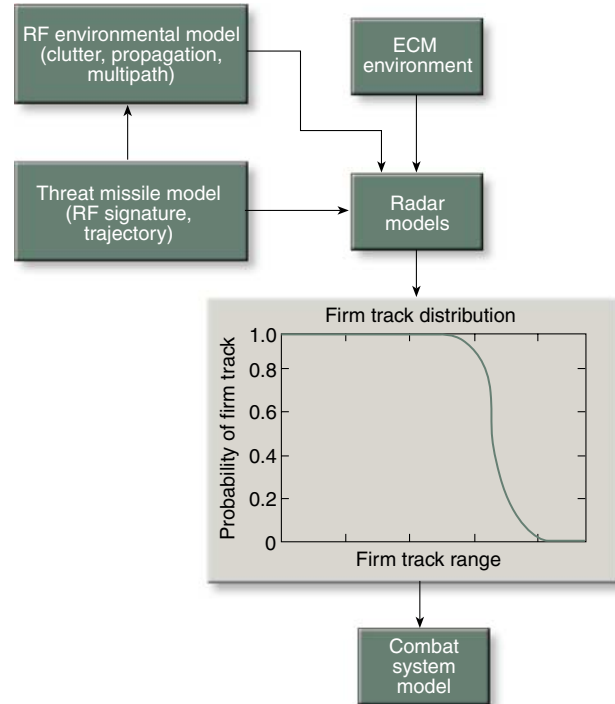 RF environmental model
(clutter, propagation,
multipath)
ECM
environment
Threat missile model
(RF signature,
trajectory)
Radar
models
Firm track distribution
Probability of firm track
1.0
0.8
0.6
0.4
0.2
0
Firm track range
Combat
system
model